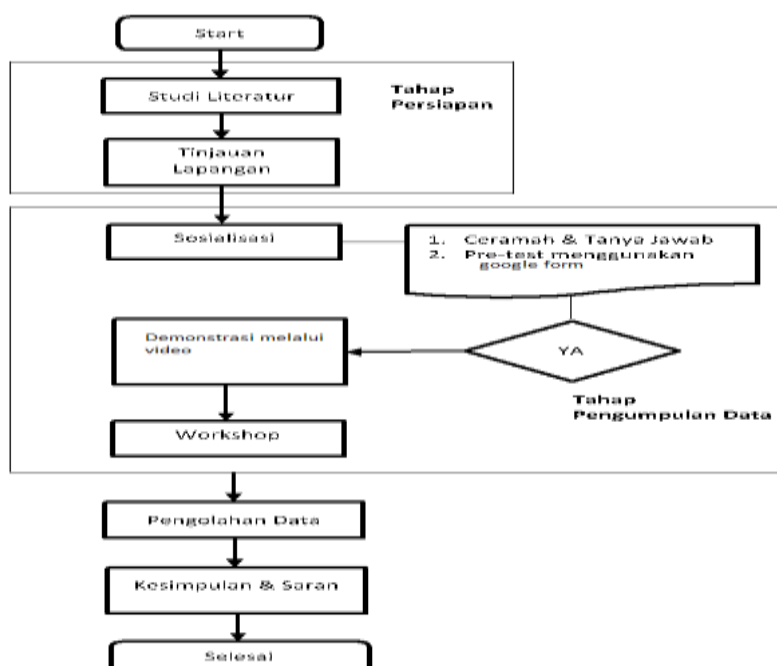 Start
Studi Literatur
Tahap
Persiapan
Tinjauan
Lapangan
Sosialisasi
1. Ceramah & Tanya Jawab
2. Pre-test menggunakan
google form
Demonstrasi melalui
video
YA
Tahap
Pengumpulan Data
Workshop
Pengolahan Data
Kesimpulan & Saran
Selesai